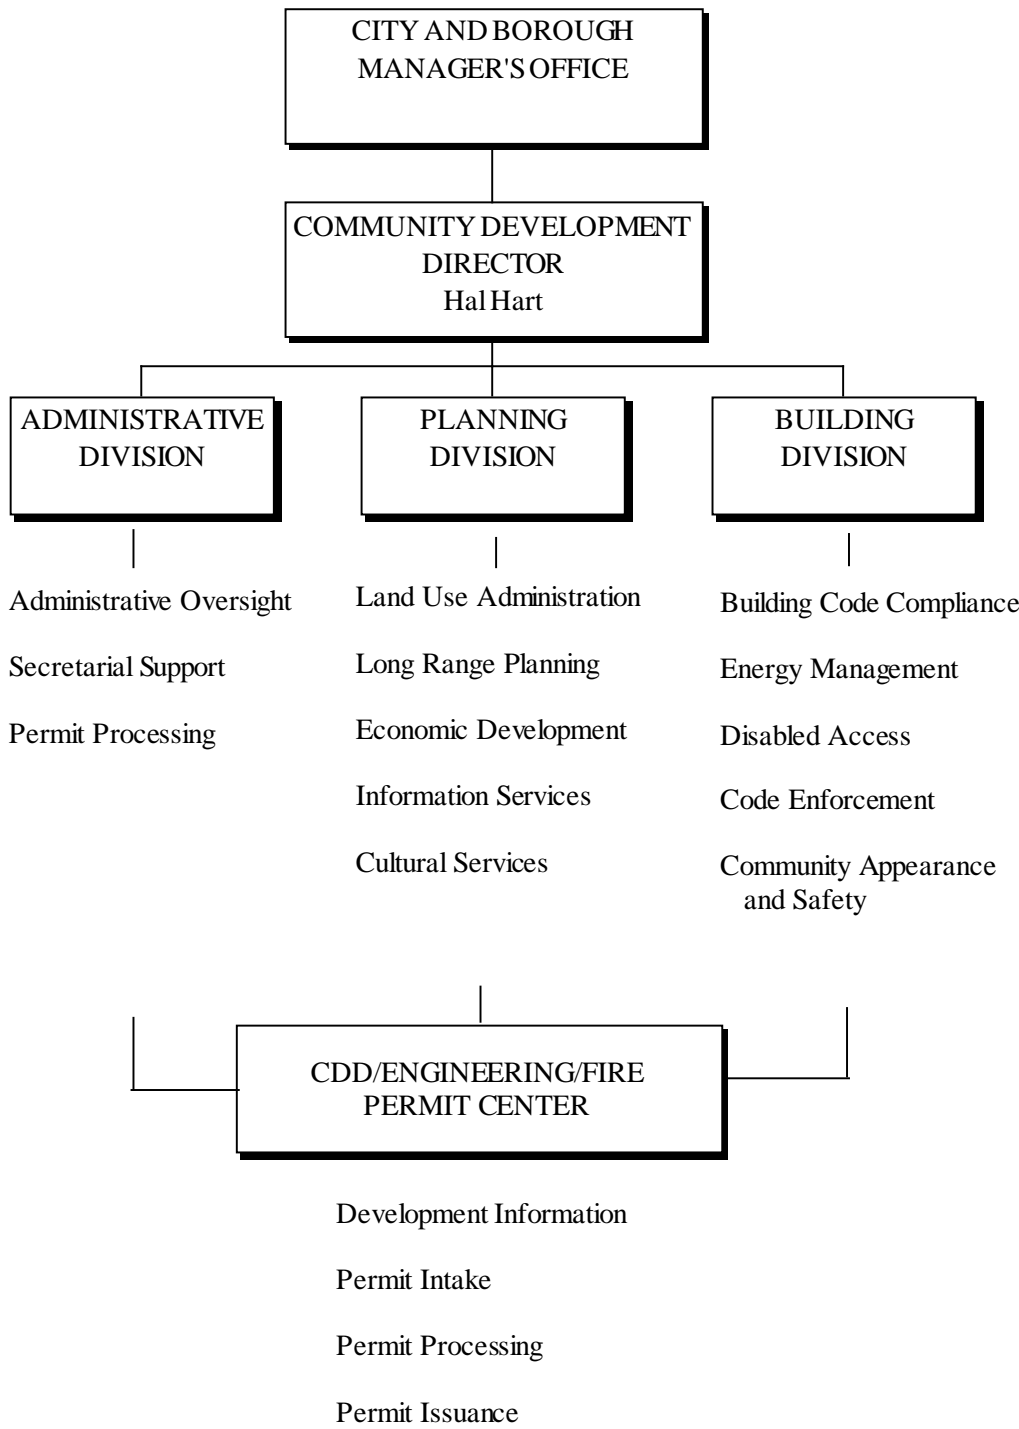 CITY AND BOROUGH
MANAGER'S OFFICE
COMMUNITY DEVELOPMENT
DIRECTOR
Hal Hart
ADMINISTRATIVE
DIVISION
PLANNING
DIVISION
BUILDING
DIVISION
Administrative Oversight
Secretarial Support
Permit Processing
Land Use Administration
Long Range Planning
Economic Development
Information Services
Cultural Services
Building Code Compliance
Energy Management
Disabled Access
Code Enforcement
Community Appearance
and Safety
CDD/ENGINEERING/FIRE
PERMIT CENTER
Development Information
Permit Intake
Permit Processing
Permit Issuance